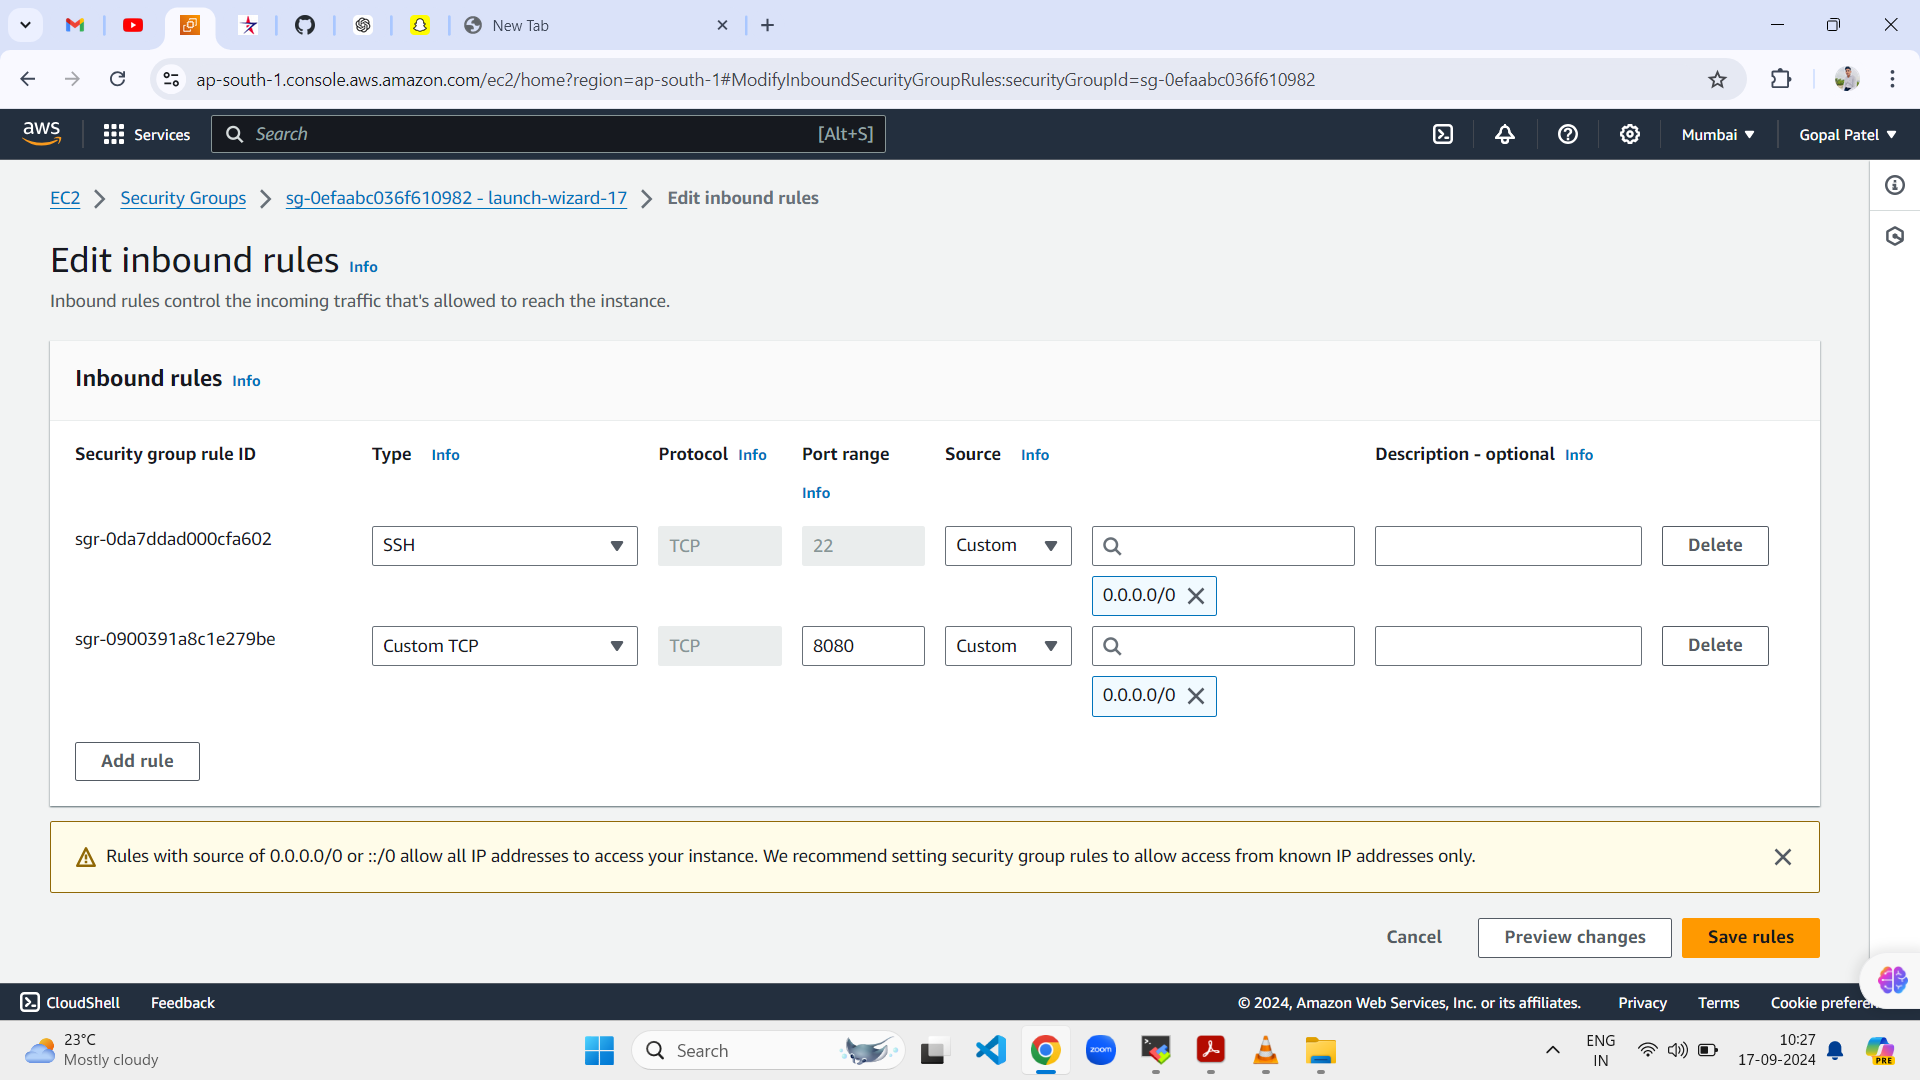 New Tab
ap-south-1.console.aws.amazon.com/ec2/home?region=ap-south-1#ModifyInboundSecurityGroupRules:securityGroupId=sg-0efaabc036f610982
aws Services Search [Alt+S] Mumbai Gopal Patel
EC2 Security Groups sg-0efaabc036f610982 - launch-wizard-17 Edit inbound rules
Edit inbound rules Info
Inbound rules control the incoming traffic that's allowed to reach the instance.
Inbound rules Info
Security group rule ID Type Info Protocol Info Port range Source Info Description - optional Info
Info
sgr-0da7ddad000cfa602 SSH TCP 22 Custom Delete
0.0.0.0/0
sgr-0900391a8c1e279be Custom TCP TCP 8080 Custom Delete
0.0.0.0/0
Add rule
Rules with source of 0.0.0.0/0 or ::/0 allow all IP addresses to access your instance. We recommend setting security group rules to allow access from known IP addresses only.
Cancel Preview changes Save rules
CloudShell Feedback © 2024, Amazon Web Services, Inc. or its affiliates. Privacy Terms Cookie prefere
23°C
Mostly cloudy
Search
zoom
ENG
IN
10:27
17-09-2024
PRE